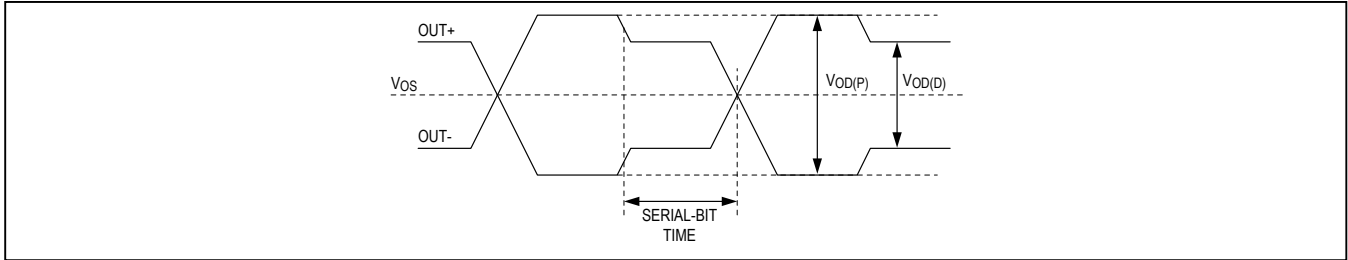 OUT+
VOS
VOD(P)
VOD(D)
OUT-
SERIAL-BIT
TIME